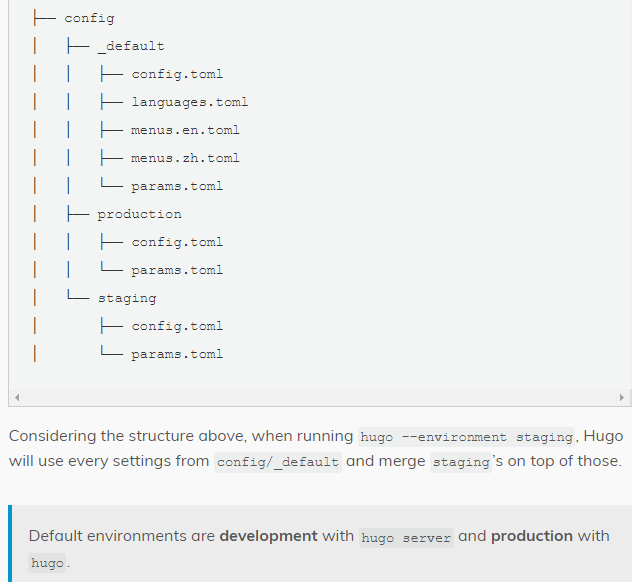 ├── config
│   ├── _default
│   │   ├── config.toml
│   │   ├── languages.toml
│   │   ├── menus.en.toml
│   │   ├── menus.zh.toml
│   │   └── params.toml
│   ├── production
│   │   ├── config.toml
│   │   └── params.toml
│   └── staging
│       ├── config.toml
│       └── params.toml
Considering the structure above, when running hugo --environment staging, Hugo
will use every settings from config/_default and merge staging's on top of those.
Default environments are development with hugo server and production with
hugo.